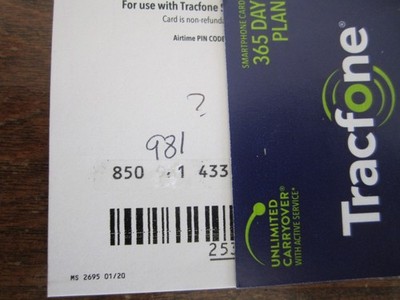 For use with Tracfone S
Card is non-refunda
Airtime PIN CODE
?
981
850 1 433
253
MS 2695 01/20
SMARTPHONE CARD
365 DAY
PLAN
Tracfone®
UNLIMITED
CARRYOVER®
WITH ACTIVE SERVICE*